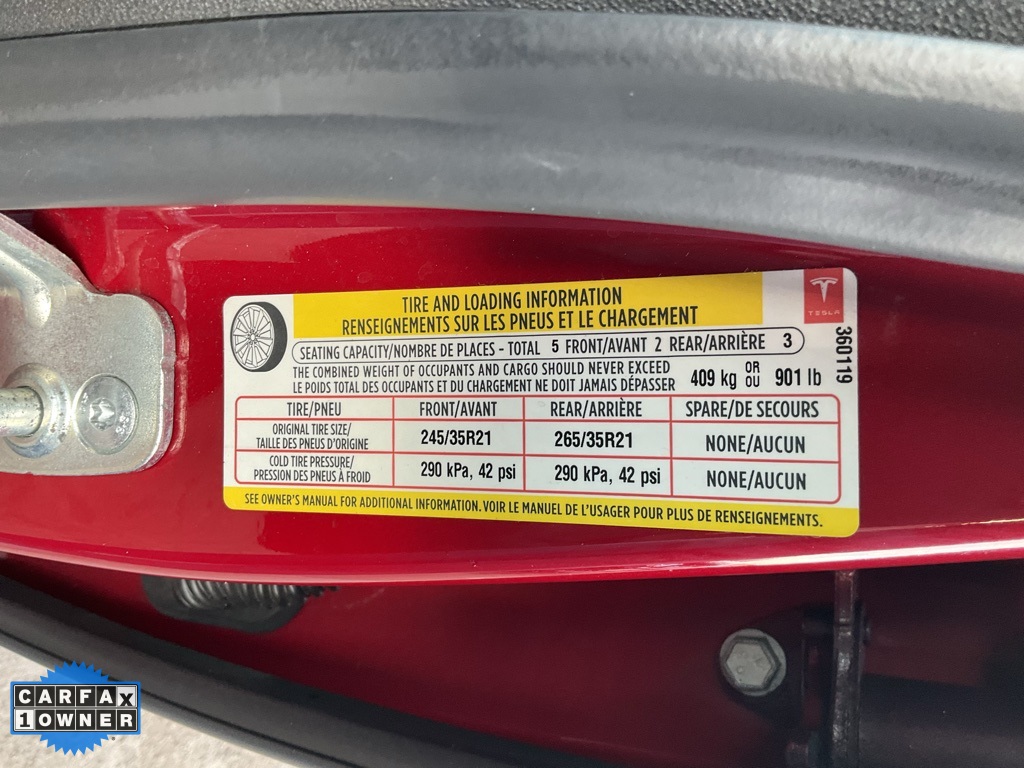 TIRE AND LOADING INFORMATION
RENSEIGNEMENTS SUR LES PNEUS ET LE CHARGEMENT
TESLA
SEATING CAPACITY/NOMBRE DE PLACES - TOTAL 5 FRONT/AVANT 2 REAR/ARRIÈRE 3
THE COMBINED WEIGHT OF OCCUPANTS AND CARGO SHOULD NEVER EXCEED
LE POIDS TOTAL DES OCCUPANTS ET DU CHARGEMENT NE DOIT JAMAIS DÉPASSER
409 kg OR OU 901 lb
360119
TIRE/PNEU FRONT/AVANT REAR/ARRIÈRE SPARE/DE SECOURS
ORIGINAL TIRE SIZE/
TAILLE DES PNEUS D'ORIGINE
245/35R21 265/35R21 NONE/AUCUN
COLD TIRE PRESSURE/
PRESSION DES PNEUS À FROID
290 kPa, 42 psi 290 kPa, 42 psi NONE/AUCUN
SEE OWNER'S MANUAL FOR ADDITIONAL INFORMATION. VOIR LE MANUEL DE L'USAGER POUR PLUS DE RENSEIGNEMENTS.
CARFAX
1 OWNER